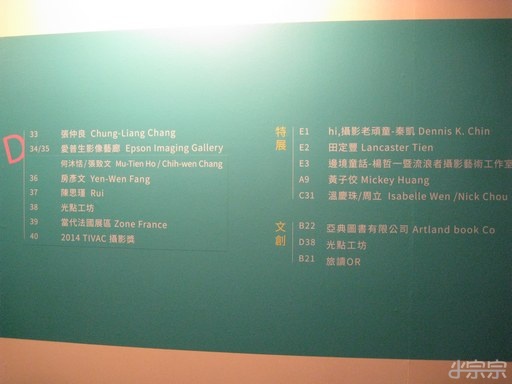 D
33 張仲良 Chung-Liang Chang
34/35 愛普生影像藝廊 Epson Imaging Gallery
何沐恬/張致文 Mu-Tien Ho / Chih-wen Chang
36 房彥文 Yen-Wen Fang
37 陳思瑾 Rui
38 光點工坊
39 當代法國展區 Zone France
40 2014 TIVAC 攝影獎
特展
E1 hi,攝影老頑童-秦凱 Dennis K. Chin
E2 田定豐 Lancaster Tien
E3 邊境童話-楊哲一暨流浪者攝影藝術工作室
A9 黃子佼 Mickey Huang
C31 溫慶珠/周立 Isabelle Wen /Nick Chou
文創
B22 亞典圖書有限公司 Artland book Co
D38 光點工坊
B21 旅讀OR
小宗宗